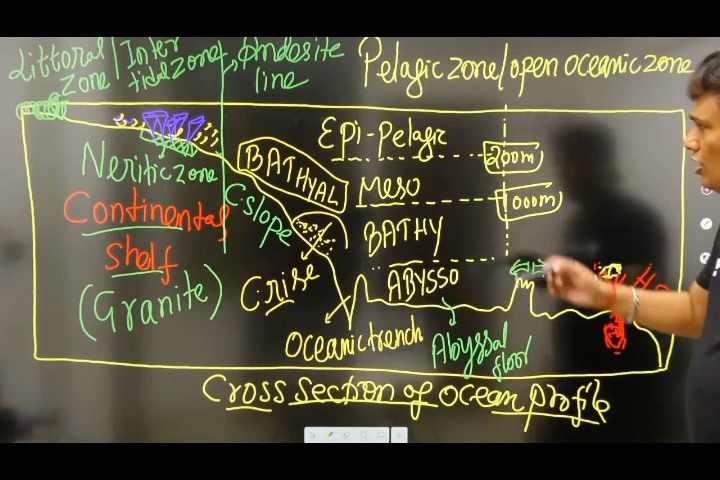 Littoral Zone / Inter tidal zone
Andesite line
Pelagic zone/open oceanic zone
Epi-Pelagic
200m
BATHYAL
Neritic zone
Meso
1000m
Continental Shelf
C.slope
BATHY
C.rise
ABYSSO
(Granite)
Oceanic trench
Abyssal floor
Cross section of ocean profile